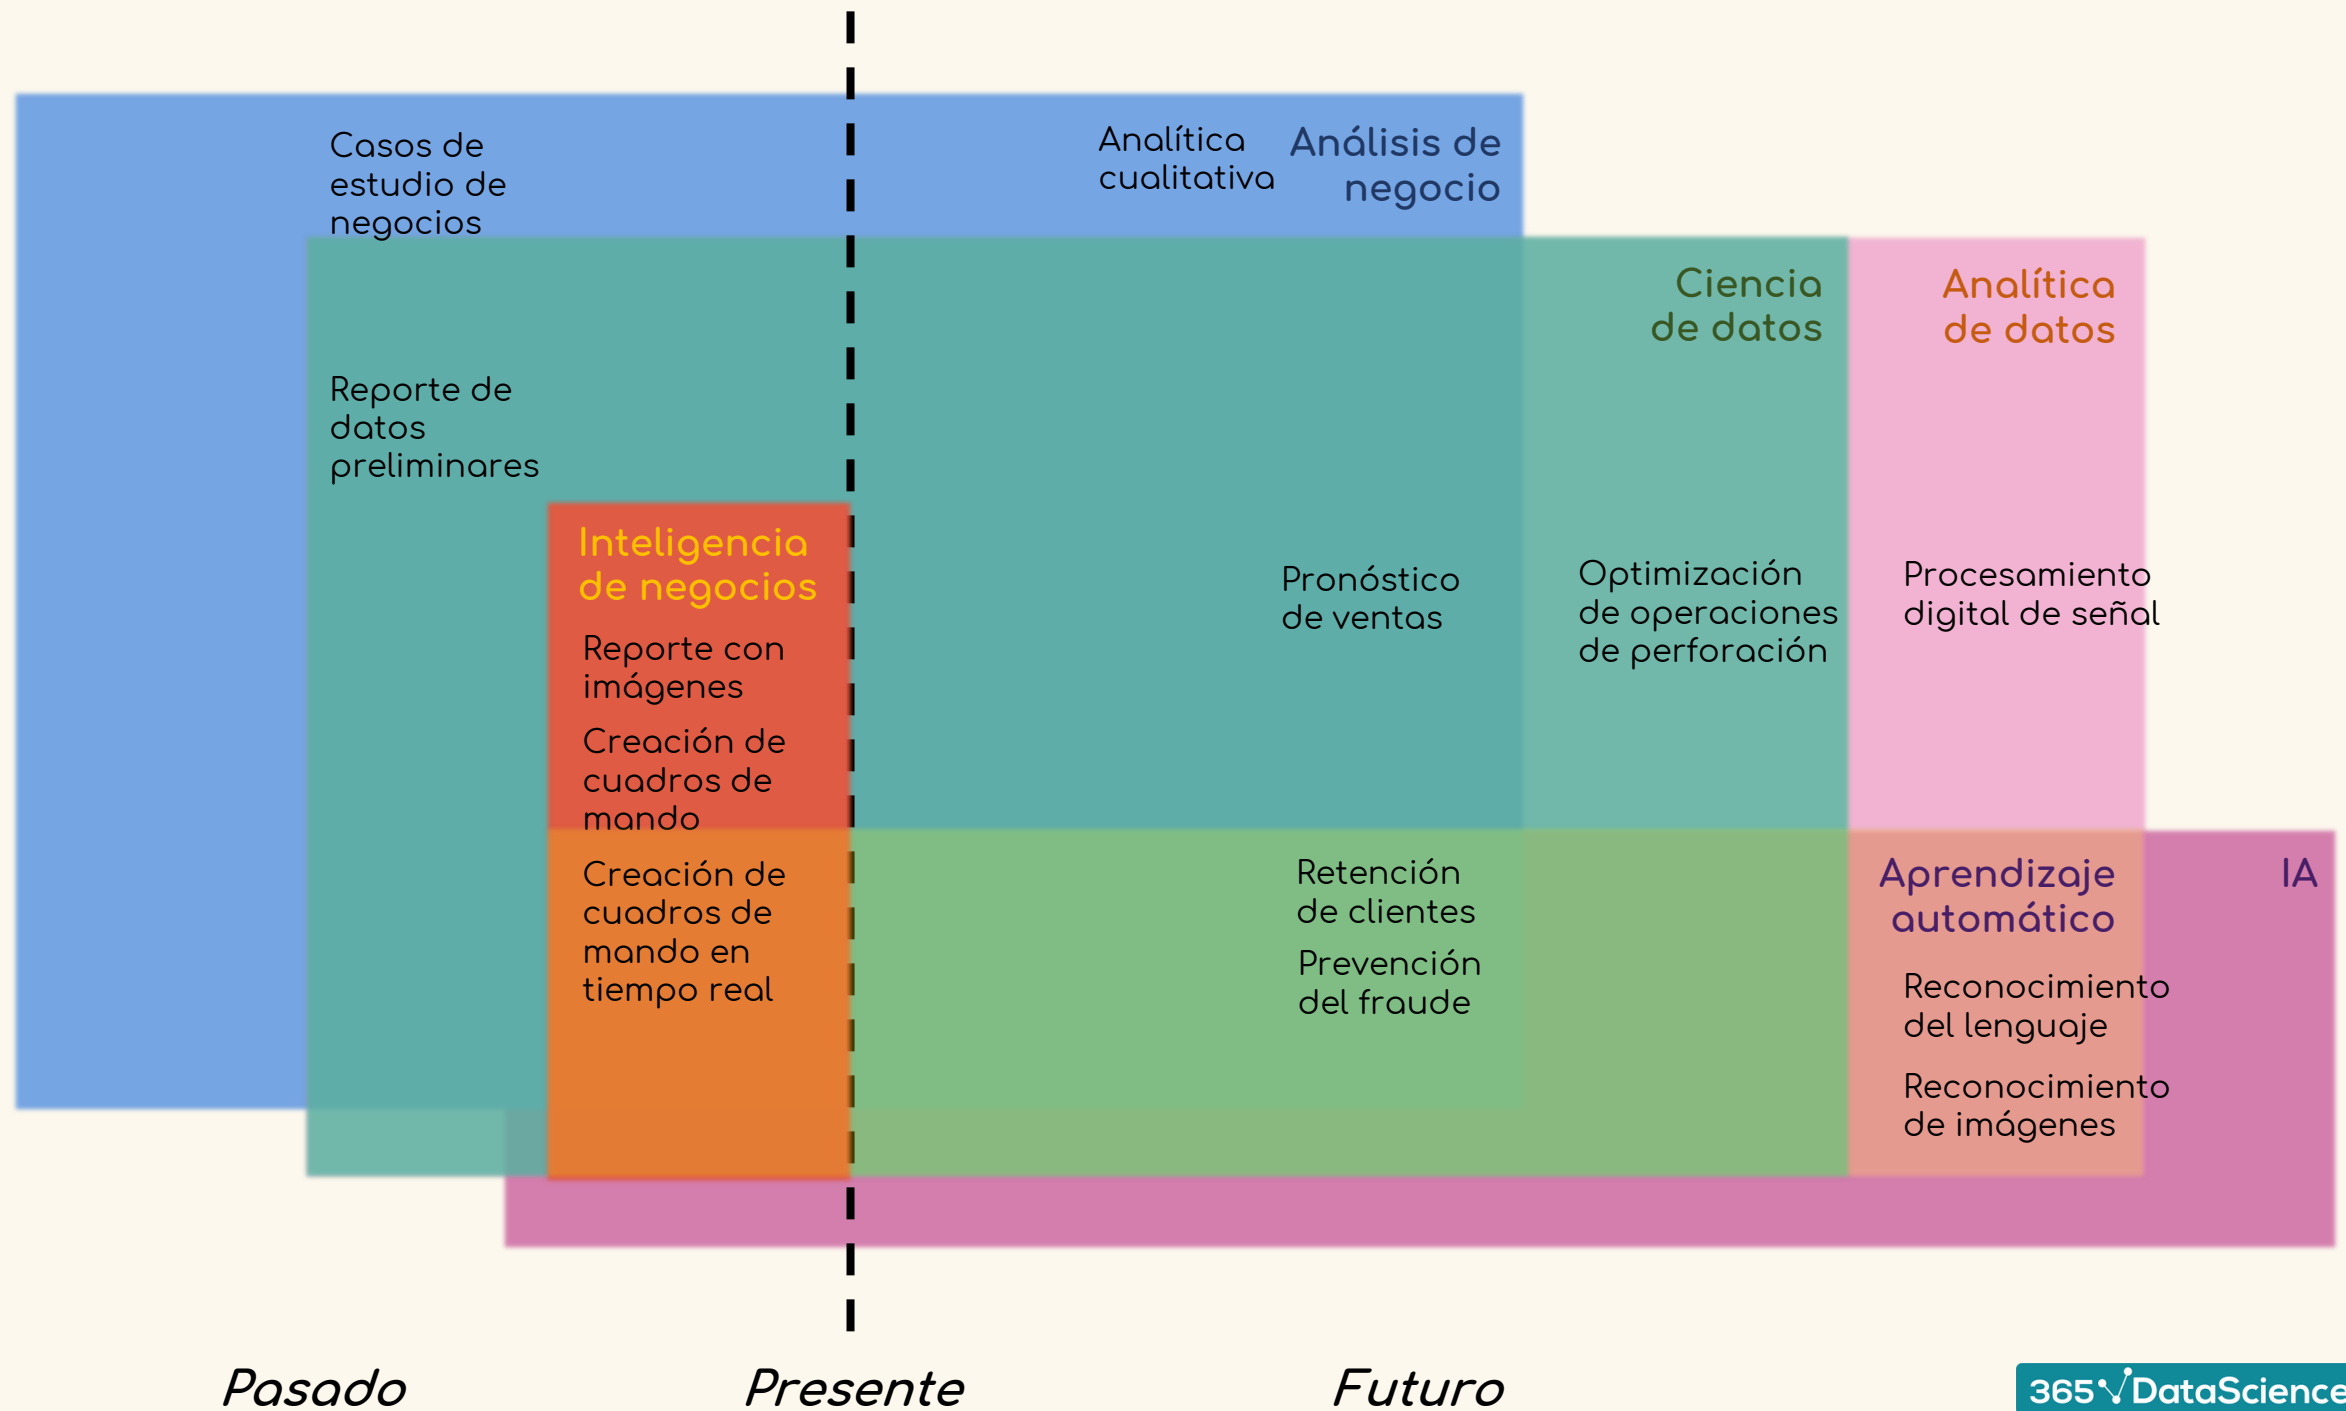 Casos de
estudio de
negocios
Analítica
cualitativa
Análisis de
negocio
Ciencia
de datos
Analítica
de datos
Reporte de
datos
preliminares
Inteligencia
de negocios
Reporte con
imágenes
Creación de
cuadros de
mando
Creación de
cuadros de
mando en
tiempo real
Pronóstico
de ventas
Optimización
de operaciones
de perforación
Procesamiento
digital de señal
Retención
de clientes
Prevención
del fraude
Aprendizaje
automático
IA
Reconocimiento
del lenguaje
Reconocimiento
de imágenes
Pasado
Presente
Futuro
365 DataScience